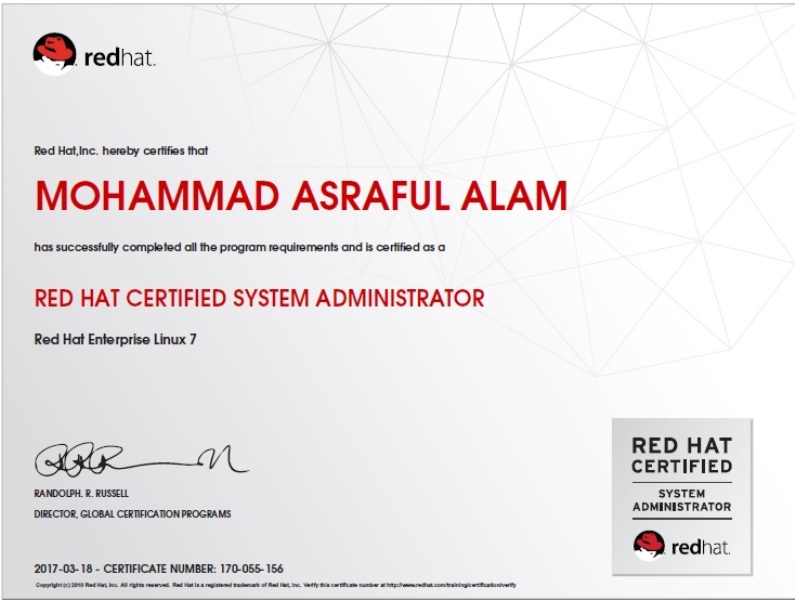 redhat.
Red Hat,Inc. hereby certifies that
MOHAMMAD ASRAFUL ALAM
has successfully completed all the program requirements and is certified as a
RED HAT CERTIFIED SYSTEM ADMINISTRATOR
Red Hat Enterprise Linux 7
RANDOLPH. R. RUSSELL
DIRECTOR, GLOBAL CERTIFICATION PROGRAMS
2017-03-18 - CERTIFICATE NUMBER: 170-055-156
Copyright (c) 2010 Red Hat, Inc. All rights reserved. Red Hat is a registered trademark of Red Hat, Inc. Verify this certificate number at http://www.redhat.com/training/certification/verify
RED HAT
CERTIFIED
SYSTEM
ADMINISTRATOR
redhat.